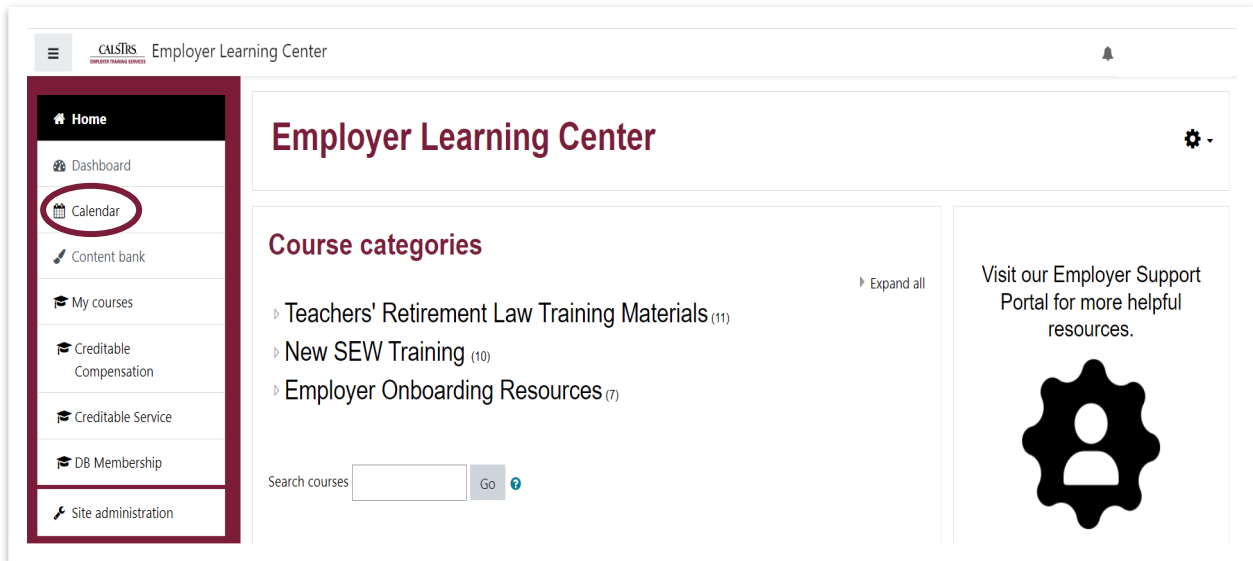 CALSTRS
EMPLOYER TRAINING SERVICES
Employer Learning Center
Home
Dashboard
Calendar
Content bank
My courses
Creditable
Compensation
Creditable Service
DB Membership
Site administration
Employer Learning Center
Course categories
Expand all
Teachers' Retirement Law Training Materials (11)
New SEW Training (10)
Employer Onboarding Resources (7)
Search courses
Go
?
Visit our Employer Support
Portal for more helpful
resources.